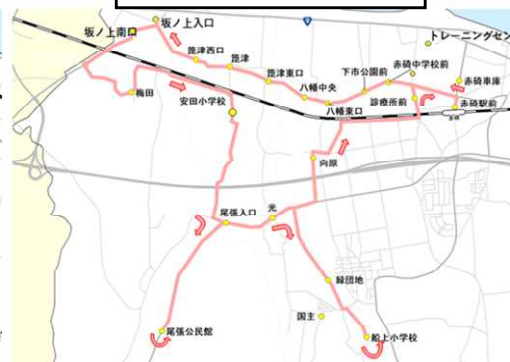 坂ノ上入口
坂ノ上南口
トレーニングセン
9
箆津西口
箆津
赤碕中学校前
下市公園前
赤碕車庫
箆津東口
梅田
八幡中央
診療所前
安田小学校
八幡東口
赤碕駅前
向原
尾張入口
光
緑団地
国主
尾張公民館
船上小学校